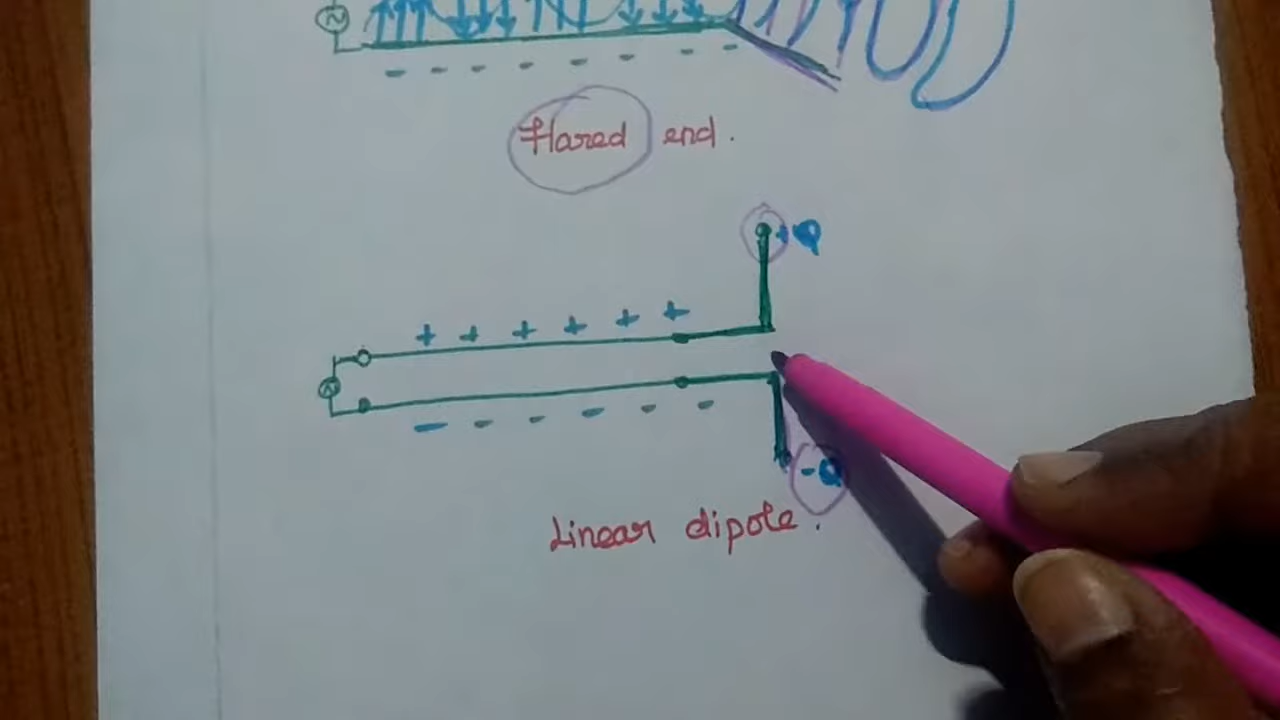 Flared end.
+Q
+ + + + + +
- - - - - -
-Q
Linear dipole.